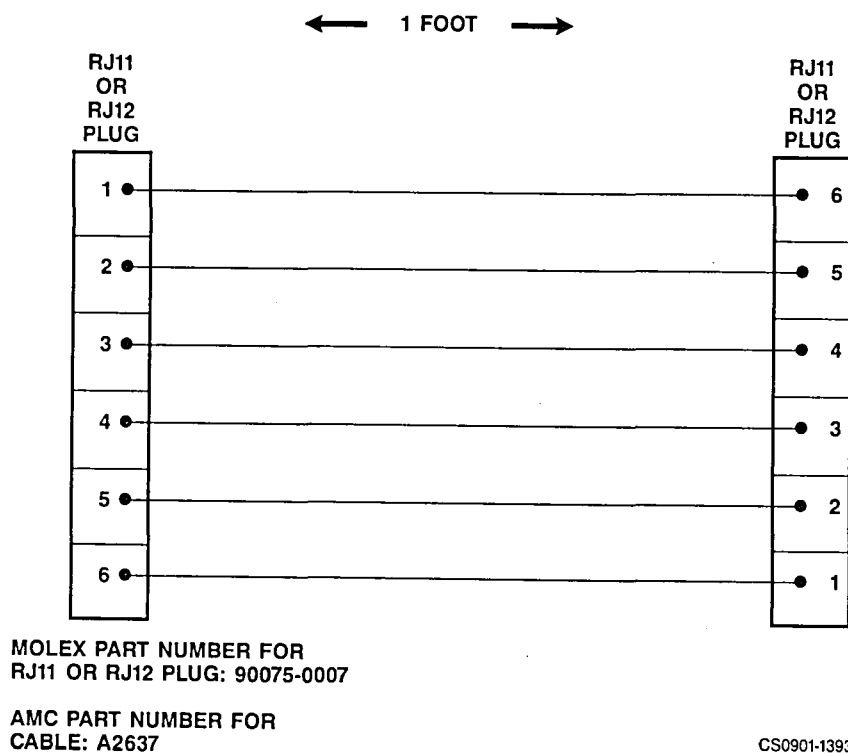 1 FOOT
RJ11
OR
RJ12
PLUG
RJ11
OR
RJ12
PLUG
1 6
2 5
3 4
4 3
5 2
6 1
MOLEX PART NUMBER FOR
RJ11 OR RJ12 PLUG: 90075-0007
AMC PART NUMBER FOR
CABLE: A2637
CS0901-1393